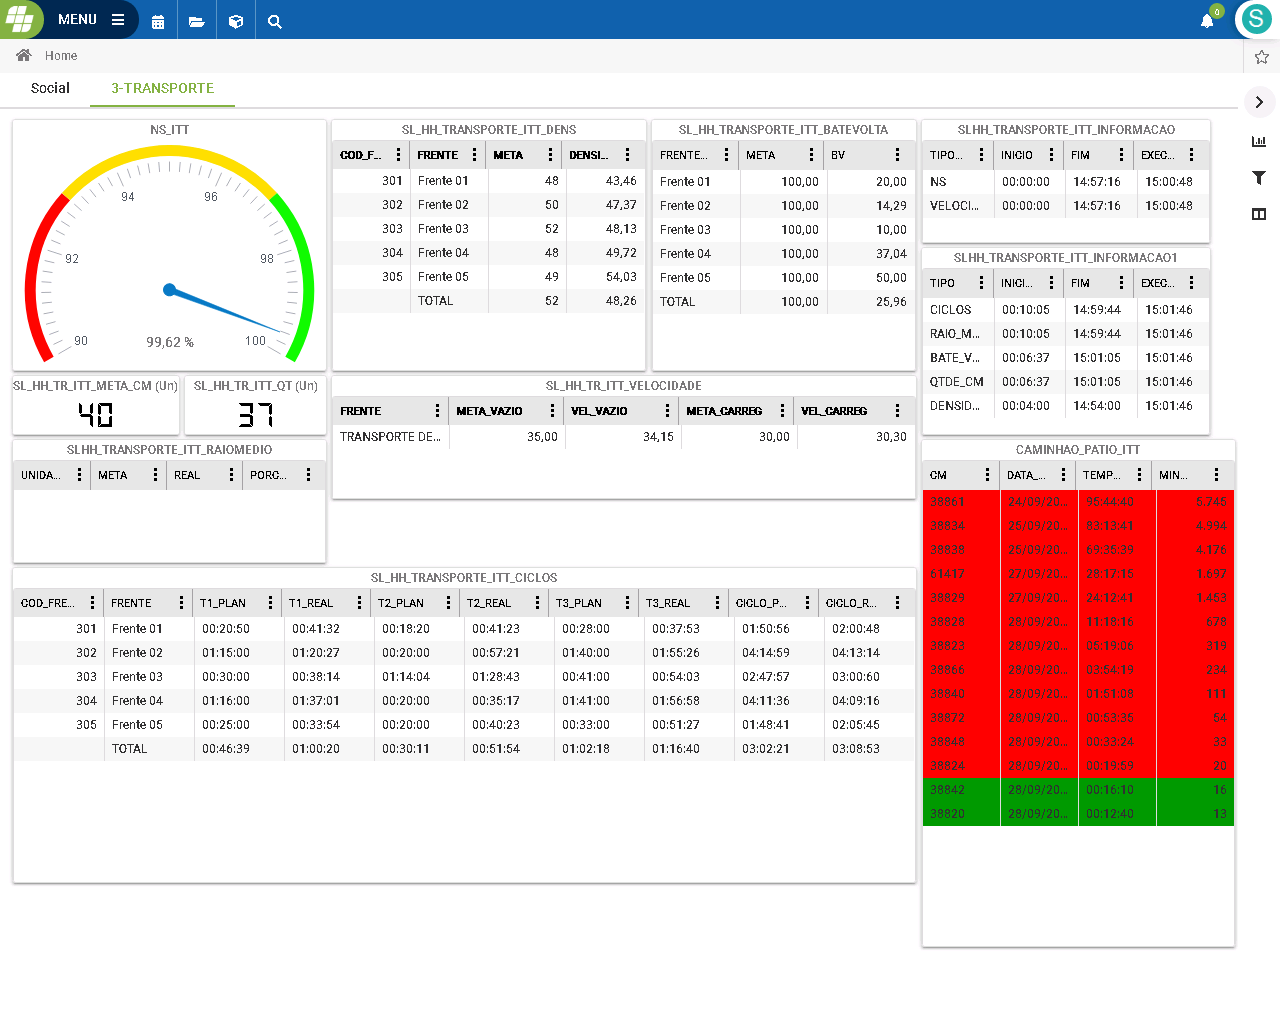 MENU
0
S
Home
Social
3-TRANSPORTE
NS_ITT
90
92
94
96
98
100
99,62 %
SL_HH_TRANSPORTE_ITT_DENS
COD_F... FRENTE META DENSI...
301 Frente 01 48 43,46
302 Frente 02 50 47,37
303 Frente 03 52 48,13
304 Frente 04 48 49,72
305 Frente 05 49 54,03
TOTAL 52 48,26
SL_HH_TRANSPORTE_ITT_BATEVOLTA
FRENTE... META BV
Frente 01 100,00 20,00
Frente 02 100,00 14,29
Frente 03 100,00 10,00
Frente 04 100,00 37,04
Frente 05 100,00 50,00
TOTAL 100,00 25,96
SLHH_TRANSPORTE_ITT_INFORMACAO
TIPO... INICIO FIM EXEC...
NS 00:00:00 14:57:16 15:00:48
VELOCI... 00:00:00 14:57:16 15:00:48
SLHH_TRANSPORTE_ITT_INFORMACAO1
TIPO INICI... FIM EXEC...
CICLOS 00:10:05 14:59:44 15:01:46
RAIO_M... 00:10:05 14:59:44 15:01:46
BATE_V... 00:06:37 15:01:05 15:01:46
QTDE_CM 00:06:37 15:01:05 15:01:46
DENSID... 00:04:00 14:54:00 15:01:46
SL_HH_TR_ITT_META_CM (Un)
40
SL_HH_TR_ITT_QT (Un)
37
SL_HH_TR_ITT_VELOCIDADE
FRENTE META_VAZIO VEL_VAZIO META_CARREG VEL_CARREG
TRANSPORTE DE... 35,00 34,15 30,00 30,30
SLHH_TRANSPORTE_ITT_RAIOMEDIO
UNIDA... META REAL PORC...
CAMINHAO_PATIO_ITT
CM DATA_... TEMP... MIN...
38861 24/09/20... 95:44:40 5.745
38834 25/09/20... 83:13:41 4.994
38838 25/09/20... 69:35:39 4.176
61417 27/09/20... 28:17:15 1.697
38829 27/09/20... 24:12:41 1.453
38828 28/09/20... 11:18:16 678
38823 28/09/20... 05:19:06 319
38866 28/09/20... 03:54:19 234
38840 28/09/20... 01:51:08 111
38872 28/09/20... 00:53:35 54
38848 28/09/20... 00:33:24 33
38824 28/09/20... 00:19:59 20
38842 28/09/20... 00:16:10 16
38820 28/09/20... 00:12:40 13
SL_HH_TRANSPORTE_ITT_CICLOS
COD_FRE... FRENTE T1_PLAN T1_REAL T2_PLAN T2_REAL T3_PLAN T3_REAL CICLO_P... CICLO_R...
301 Frente 01 00:20:50 00:41:32 00:18:20 00:41:23 00:28:00 00:37:53 01:50:56 02:00:48
302 Frente 02 01:15:00 01:20:27 00:20:00 00:57:21 01:40:00 01:55:26 04:14:59 04:13:14
303 Frente 03 00:30:00 00:38:14 01:14:04 01:28:43 00:41:00 00:54:03 02:47:57 03:00:60
304 Frente 04 01:16:00 01:37:01 00:20:00 00:35:17 01:41:00 01:56:58 04:11:36 04:09:16
305 Frente 05 00:25:00 00:33:54 00:20:00 00:40:23 00:33:00 00:51:27 01:48:41 02:05:45
TOTAL 00:46:39 01:00:20 00:30:11 00:51:54 01:02:18 01:16:40 03:02:21 03:08:53